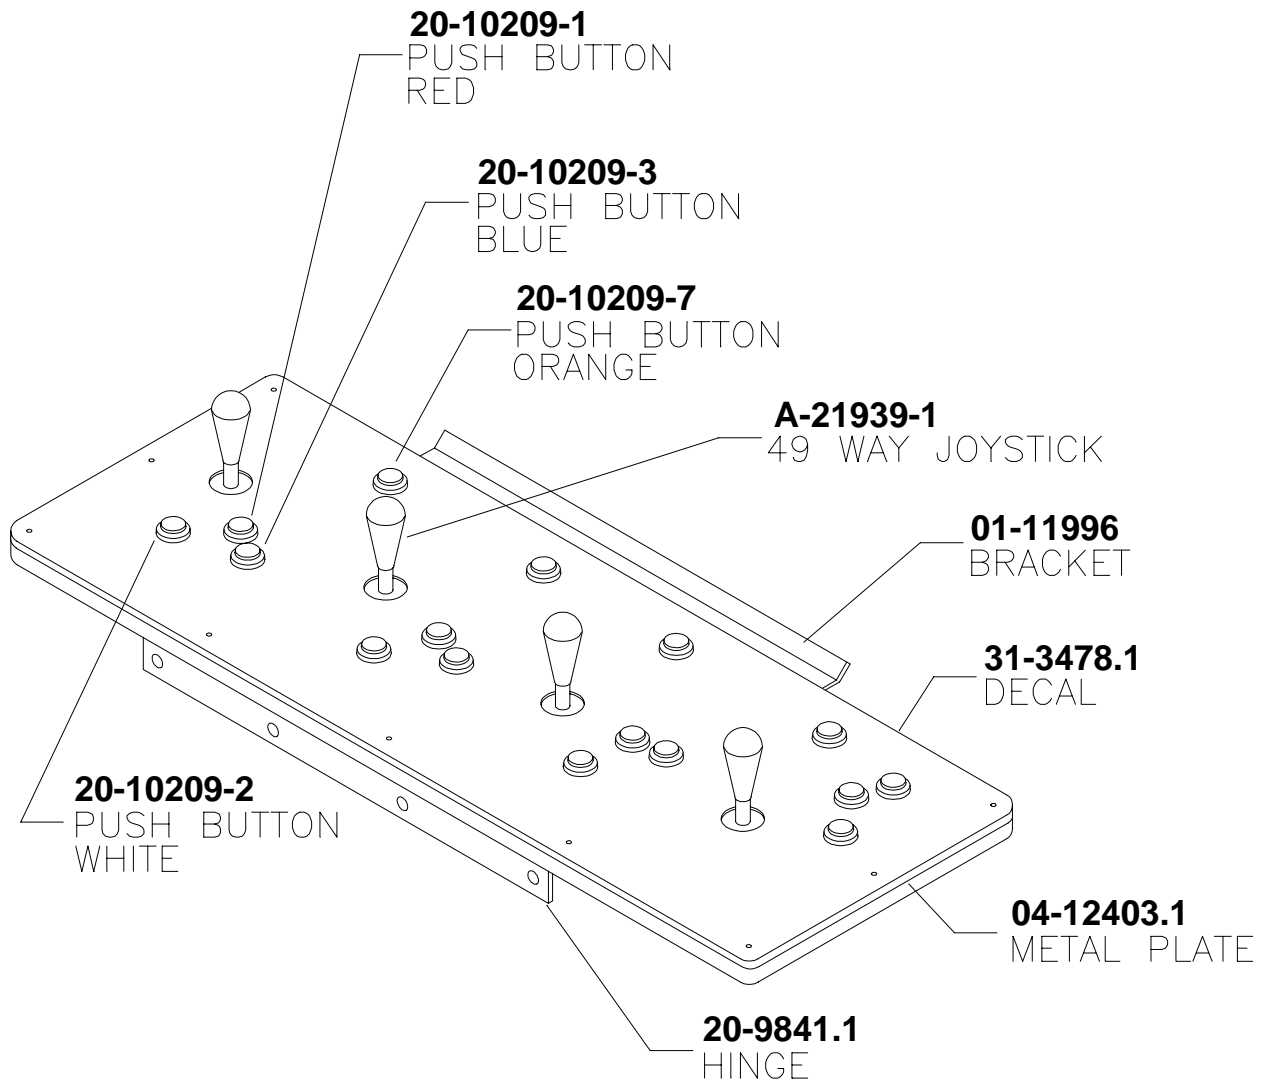 20-10209-1
PUSH BUTTON
RED
20-10209-3
PUSH BUTTON
BLUE
20-10209-7
PUSH BUTTON
ORANGE
A-21939-1
49 WAY JOYSTICK
01-11996
BRACKET
31-3478.1
DECAL
20-10209-2
PUSH BUTTON
WHITE
04-12403.1
METAL PLATE
20-9841.1
HINGE